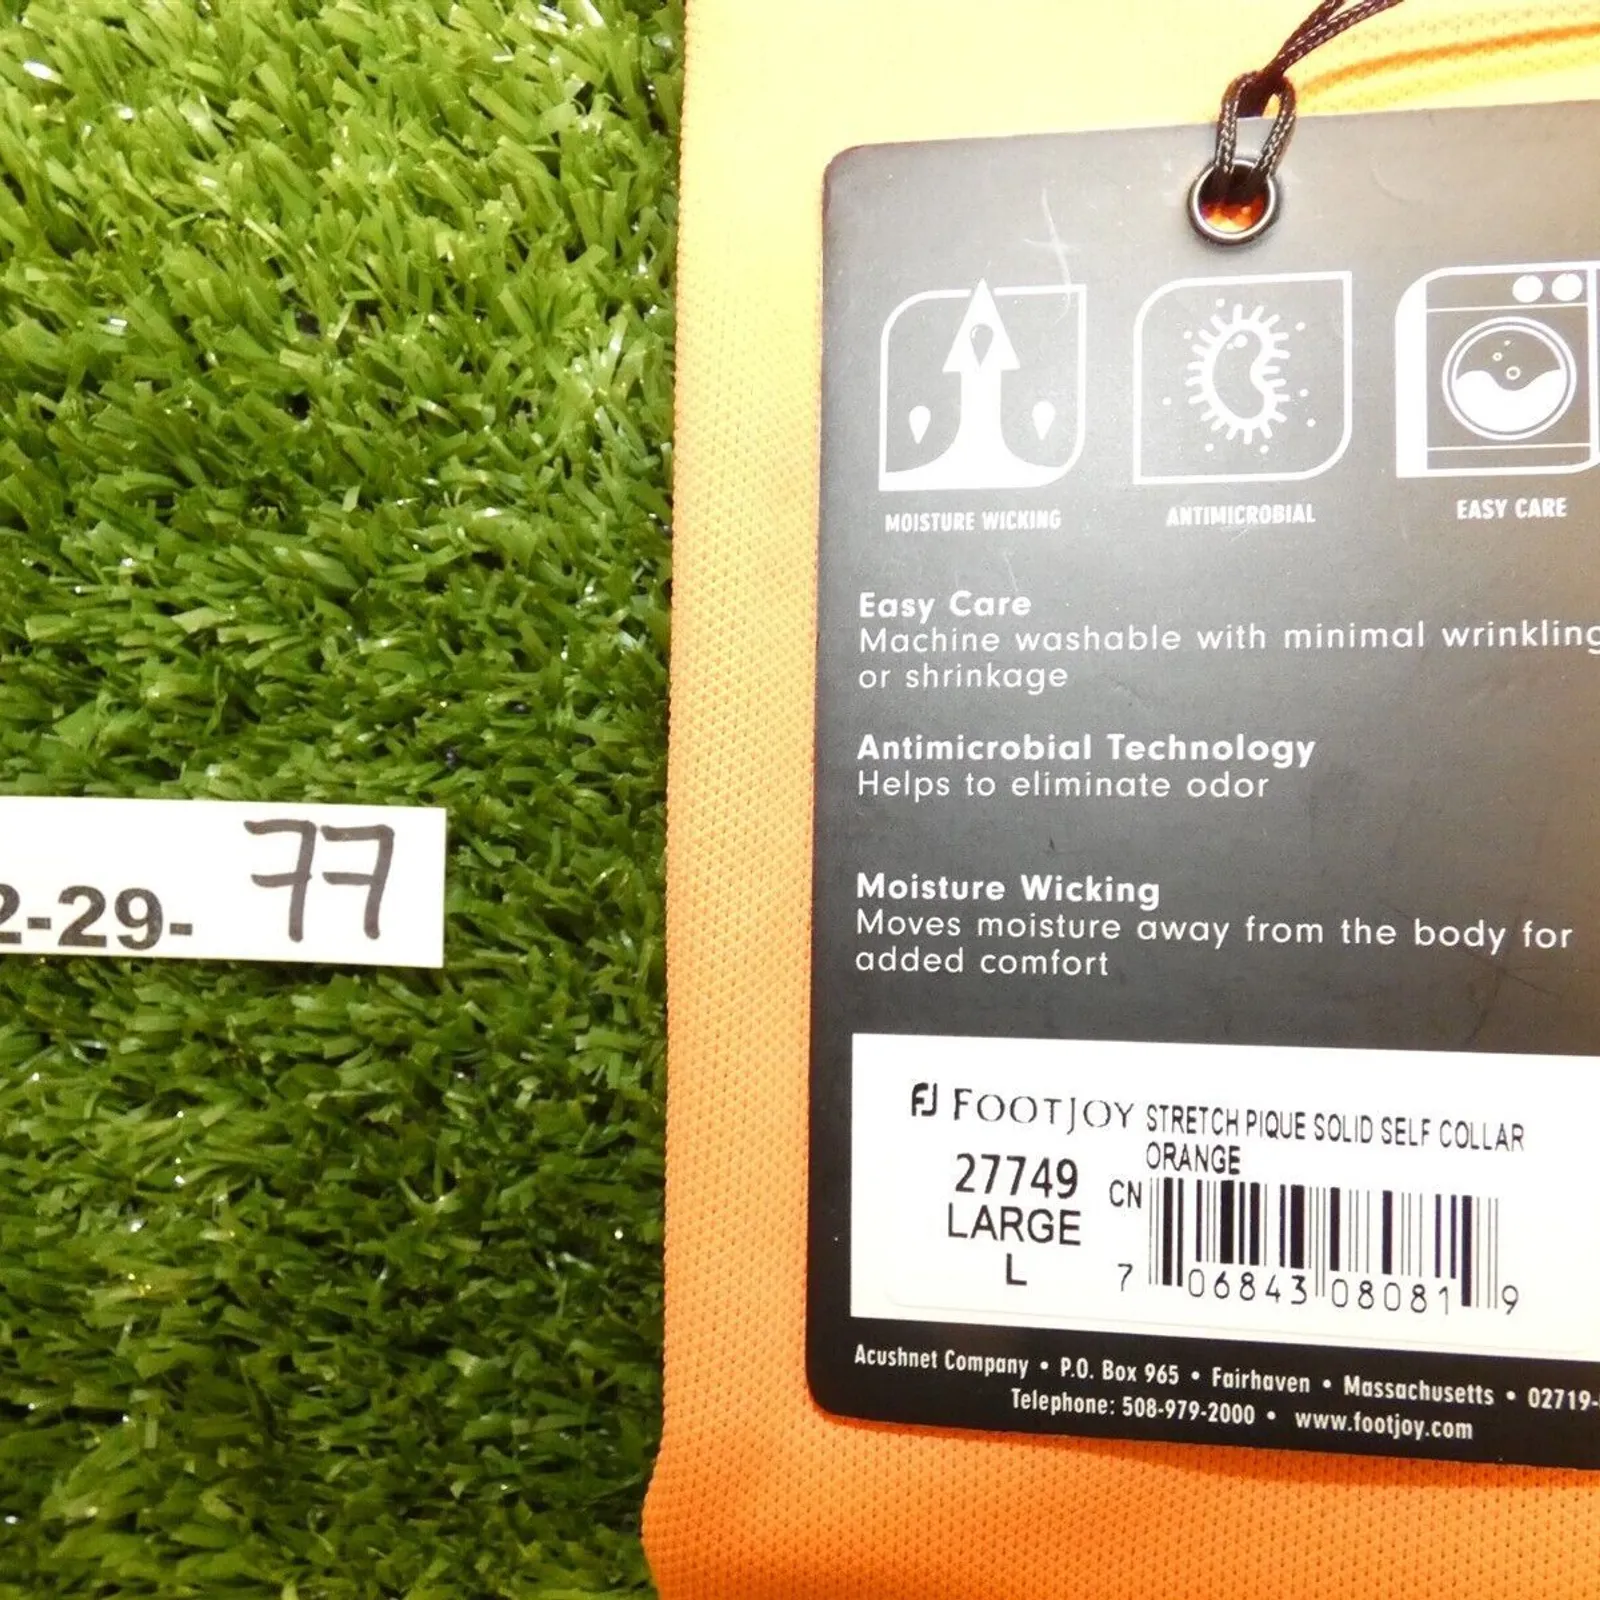 2-29- 77
MOISTURE WICKING
ANTIMICROBIAL
EASY CARE
Easy Care
Machine washable with minimal wrinkling
or shrinkage
Antimicrobial Technology
Helps to eliminate odor
Moisture Wicking
Moves moisture away from the body for
added comfort
FJ FOOTJOY STRETCH PIQUE SOLID SELF COLLAR
ORANGE
27749
LARGE
L
CN
7 06843 08081 9
Acushnet Company • P.O. Box 965 • Fairhaven • Massachusetts • 02719-
Telephone: 508-979-2000 • www.footjoy.com